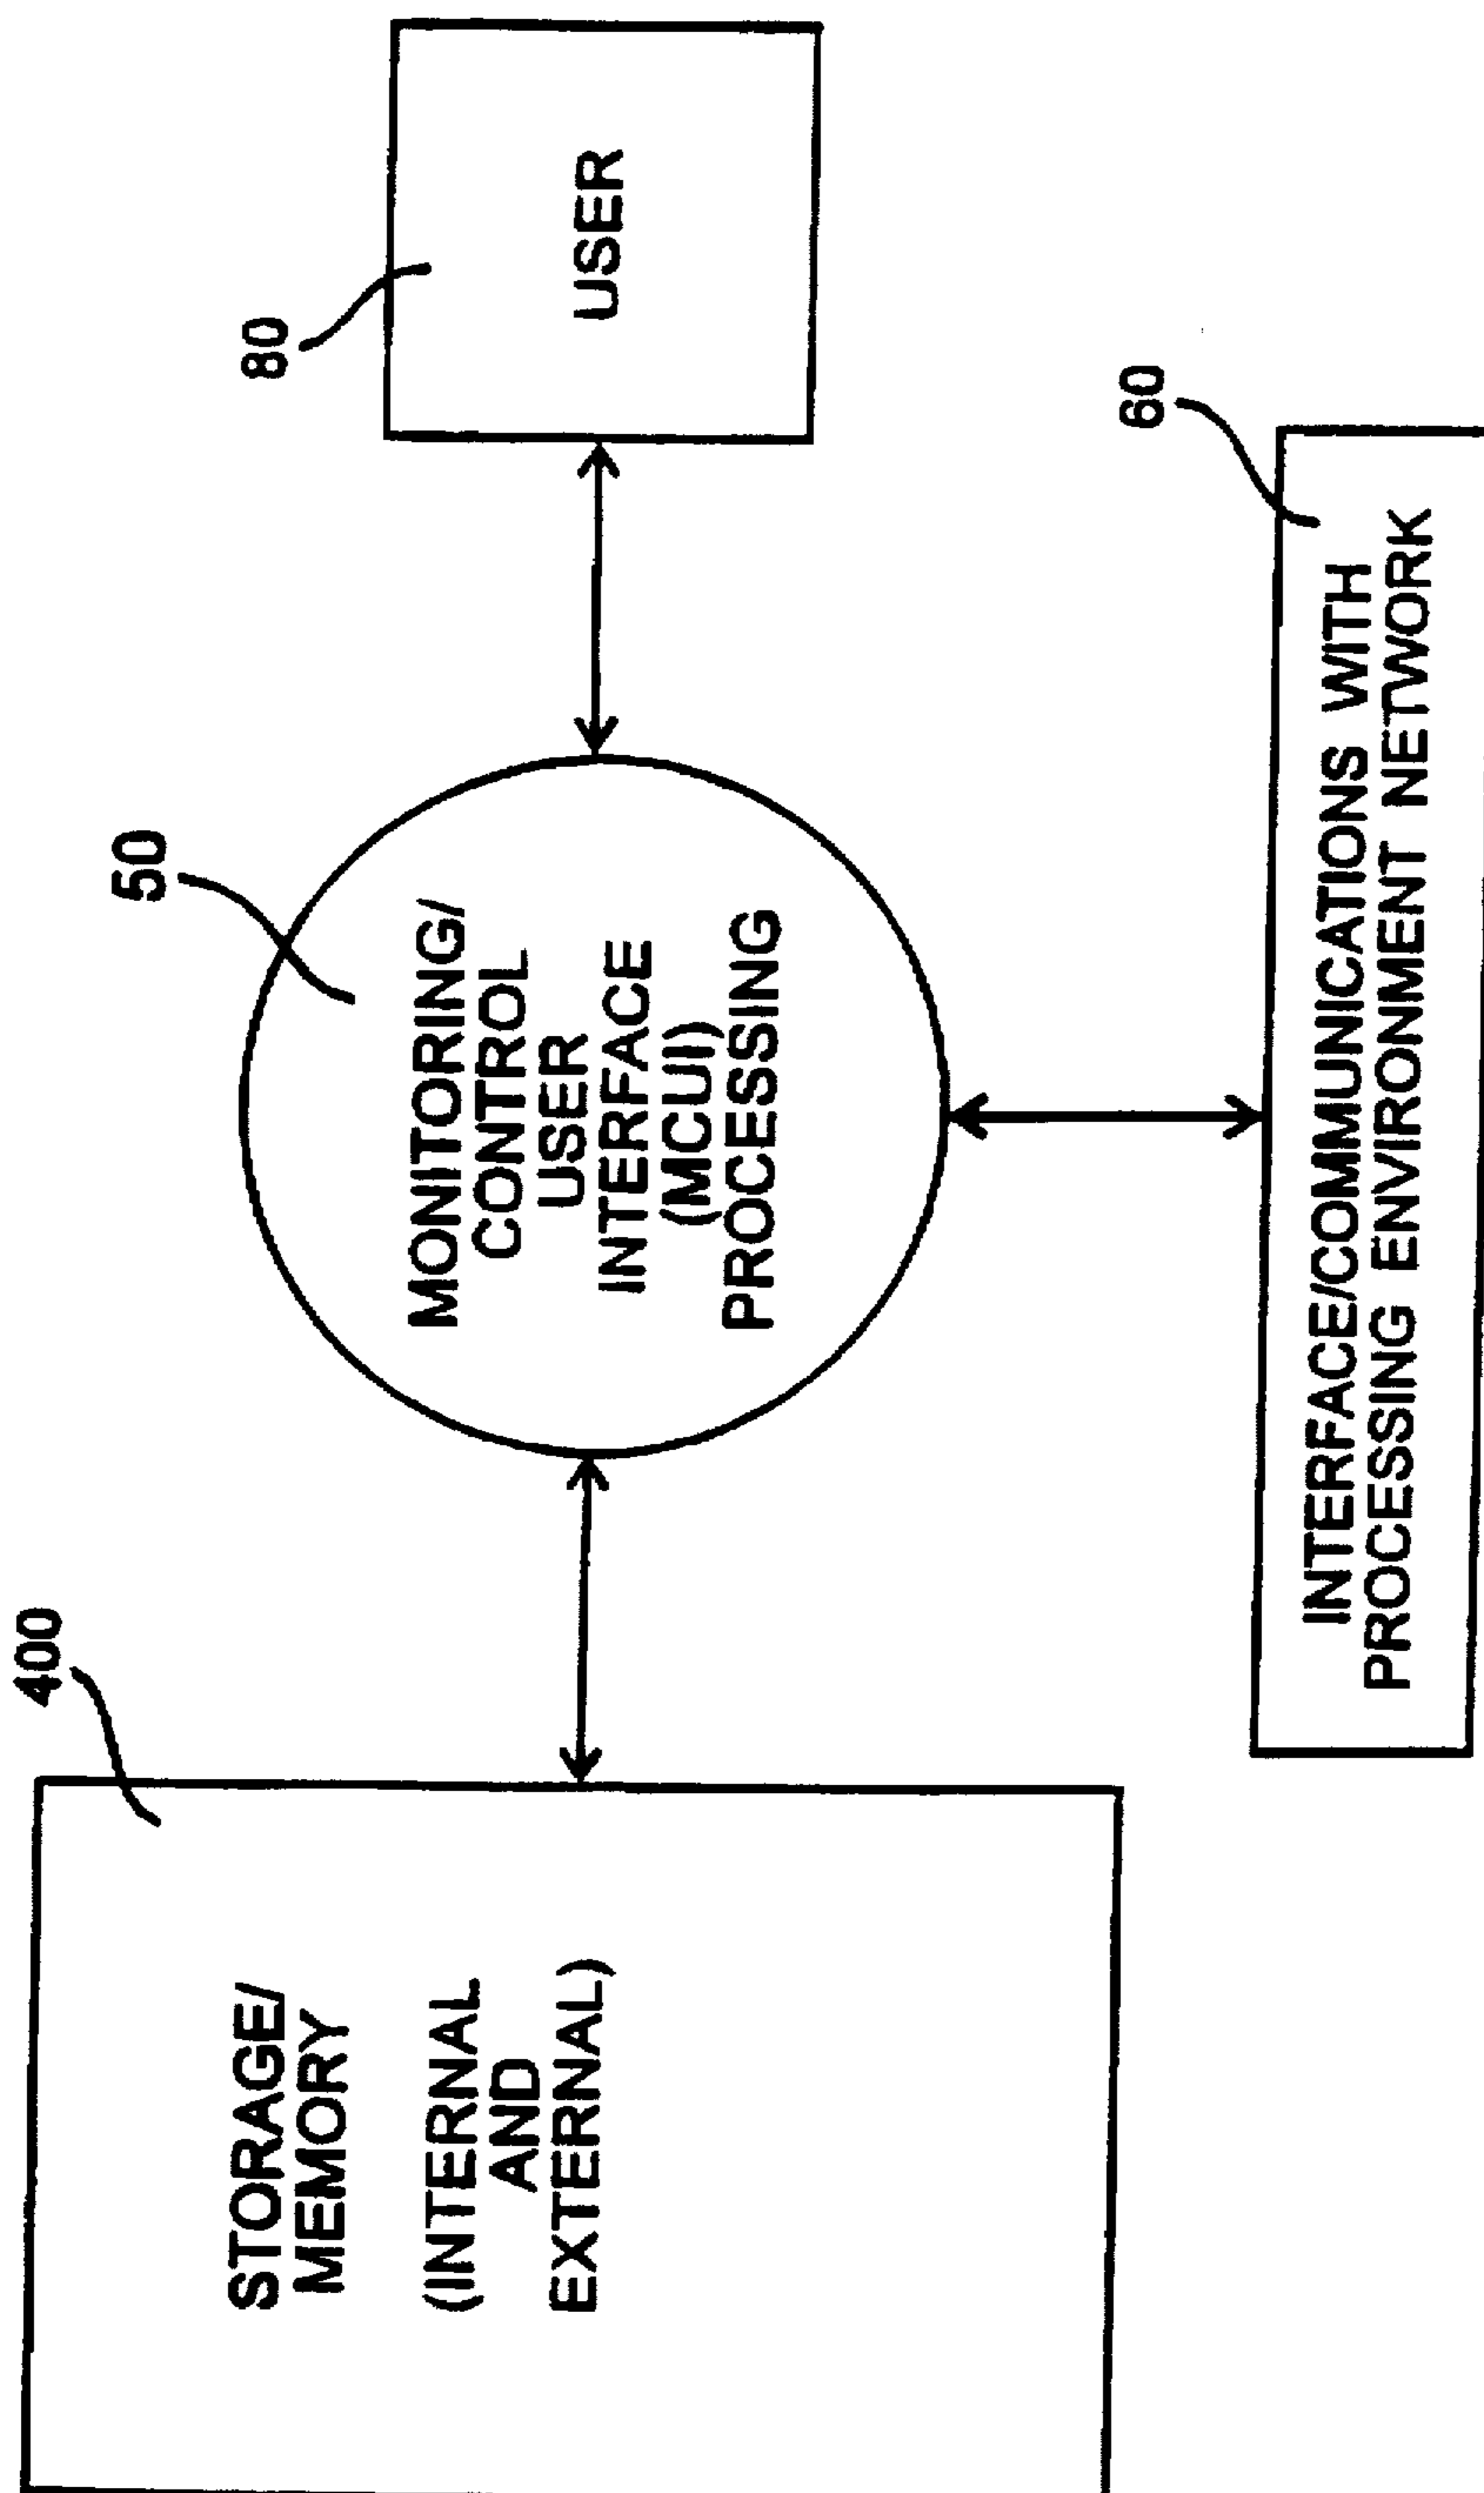 400
STORAGE/
MEMORY
(INTERNAL
AND
EXTERNAL)
50
MONITORING/
CONTROL
USER
INTERFACE
(MCUI)
PROCESSING
80
USER
60
INTERFACE/COMMUNICATIONS WITH
PROCESSING ENVIRONMENT NETWORK